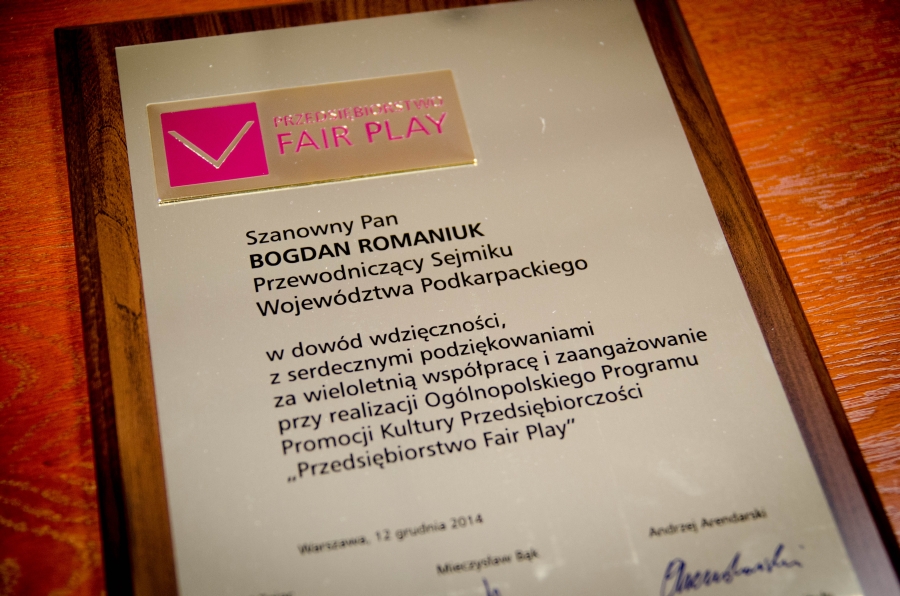 PRZEDSIĘBIORSTWO
FAIR PLAY
Szanowny Pan
BOGDAN ROMANIUK
Przewodniczący Sejmiku
Województwa Podkarpackiego
w dowód wdzięczności,
z serdecznymi podziękowaniami
za wieloletnią współpracę i zaangażowanie
przy realizacji Ogólnopolskiego Programu
Promocji Kultury Przedsiębiorczości
„Przedsiębiorstwo Fair Play”
Warszawa, 12 grudnia 2014
Mieczysław Bąk
Andrzej Arendarski